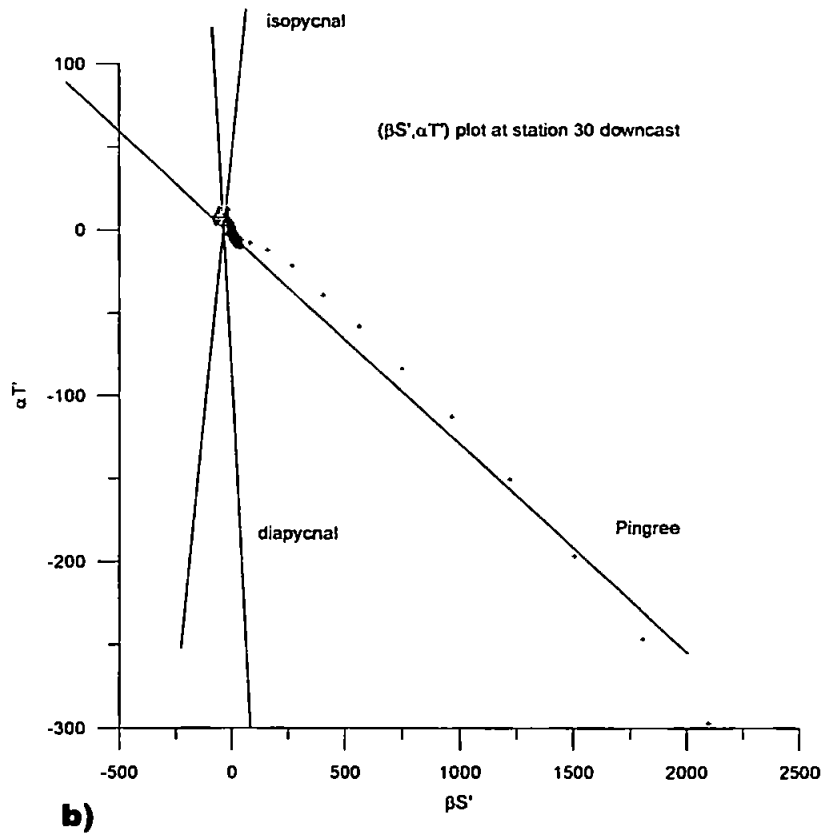 isopycnal
100
(βS',αT') plot at station 30 downcast
0
αT'
-100
diapycnal
Pingree
-200
-300
-500
0
500
1000
1500
2000
2500
βS'
b)